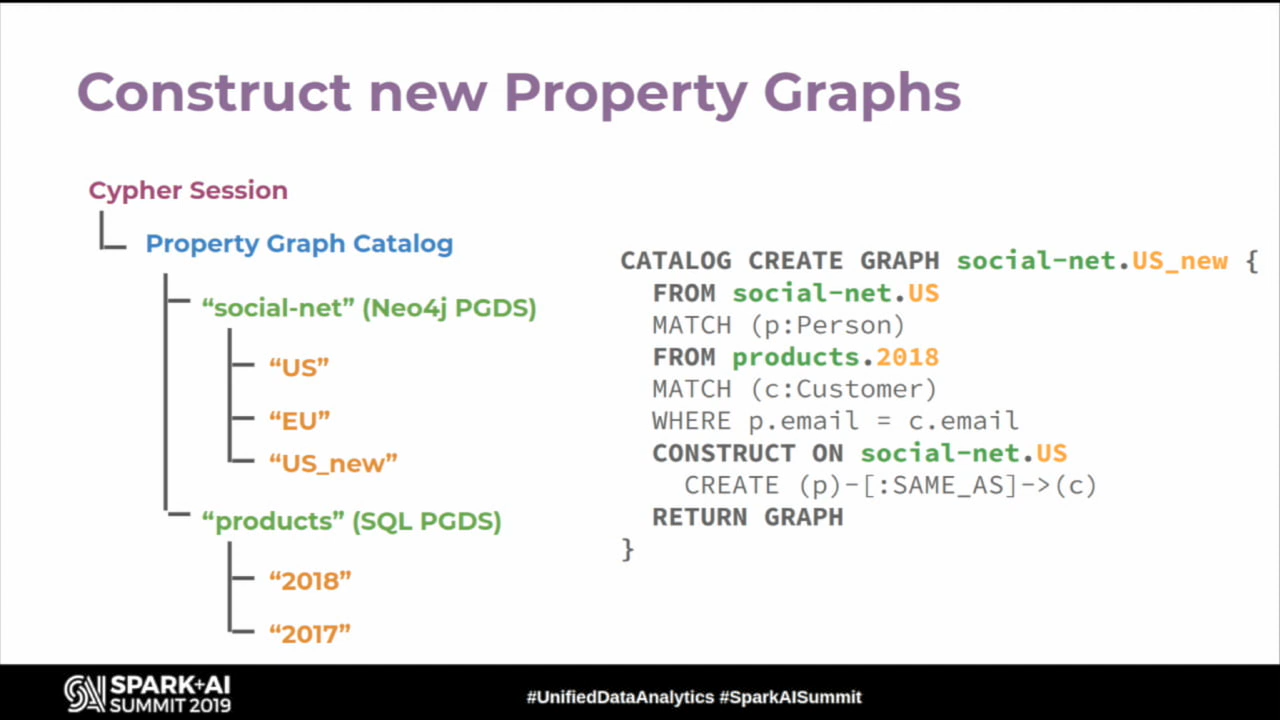 Construct new Property Graphs
Cypher Session
Property Graph Catalog
“social-net” (Neo4j PGDS)
“US”
“EU”
“US_new”
“products” (SQL PGDS)
“2018”
“2017”
CATALOG CREATE GRAPH social-net.US_new {
FROM social-net.US
MATCH (p:Person)
FROM products.2018
MATCH (c:Customer)
WHERE p.email = c.email
CONSTRUCT ON social-net.US
CREATE (p)-[:SAME_AS]->(c)
RETURN GRAPH
}
SPARK+AI
SUMMIT 2019
#UnifiedDataAnalytics #SparkAISummit